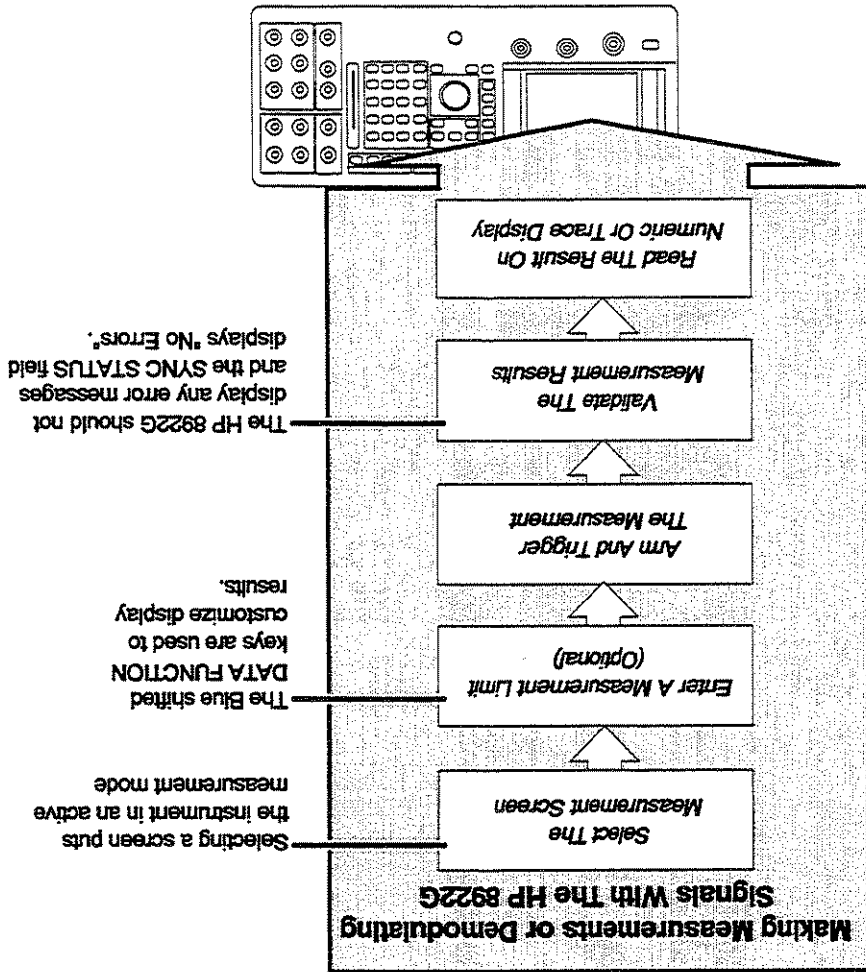 Making Measurements or Demodulating
Signals With The HP 8922G
Select The
Measurement Screen
Selecting a screen puts
the instrument in an active
measurement mode
Enter A Measurement Limit
(Optional)
The Blue shifted
DATA FUNCTION
keys are used to
customize display
results.
Arm And Trigger
The Measurement
Validate The
Measurement Results
The HP 8922G should not
display any error messages
and the SYNC STATUS field
displays "No Errors".
Read The Result On
Numeric Or Trace Display